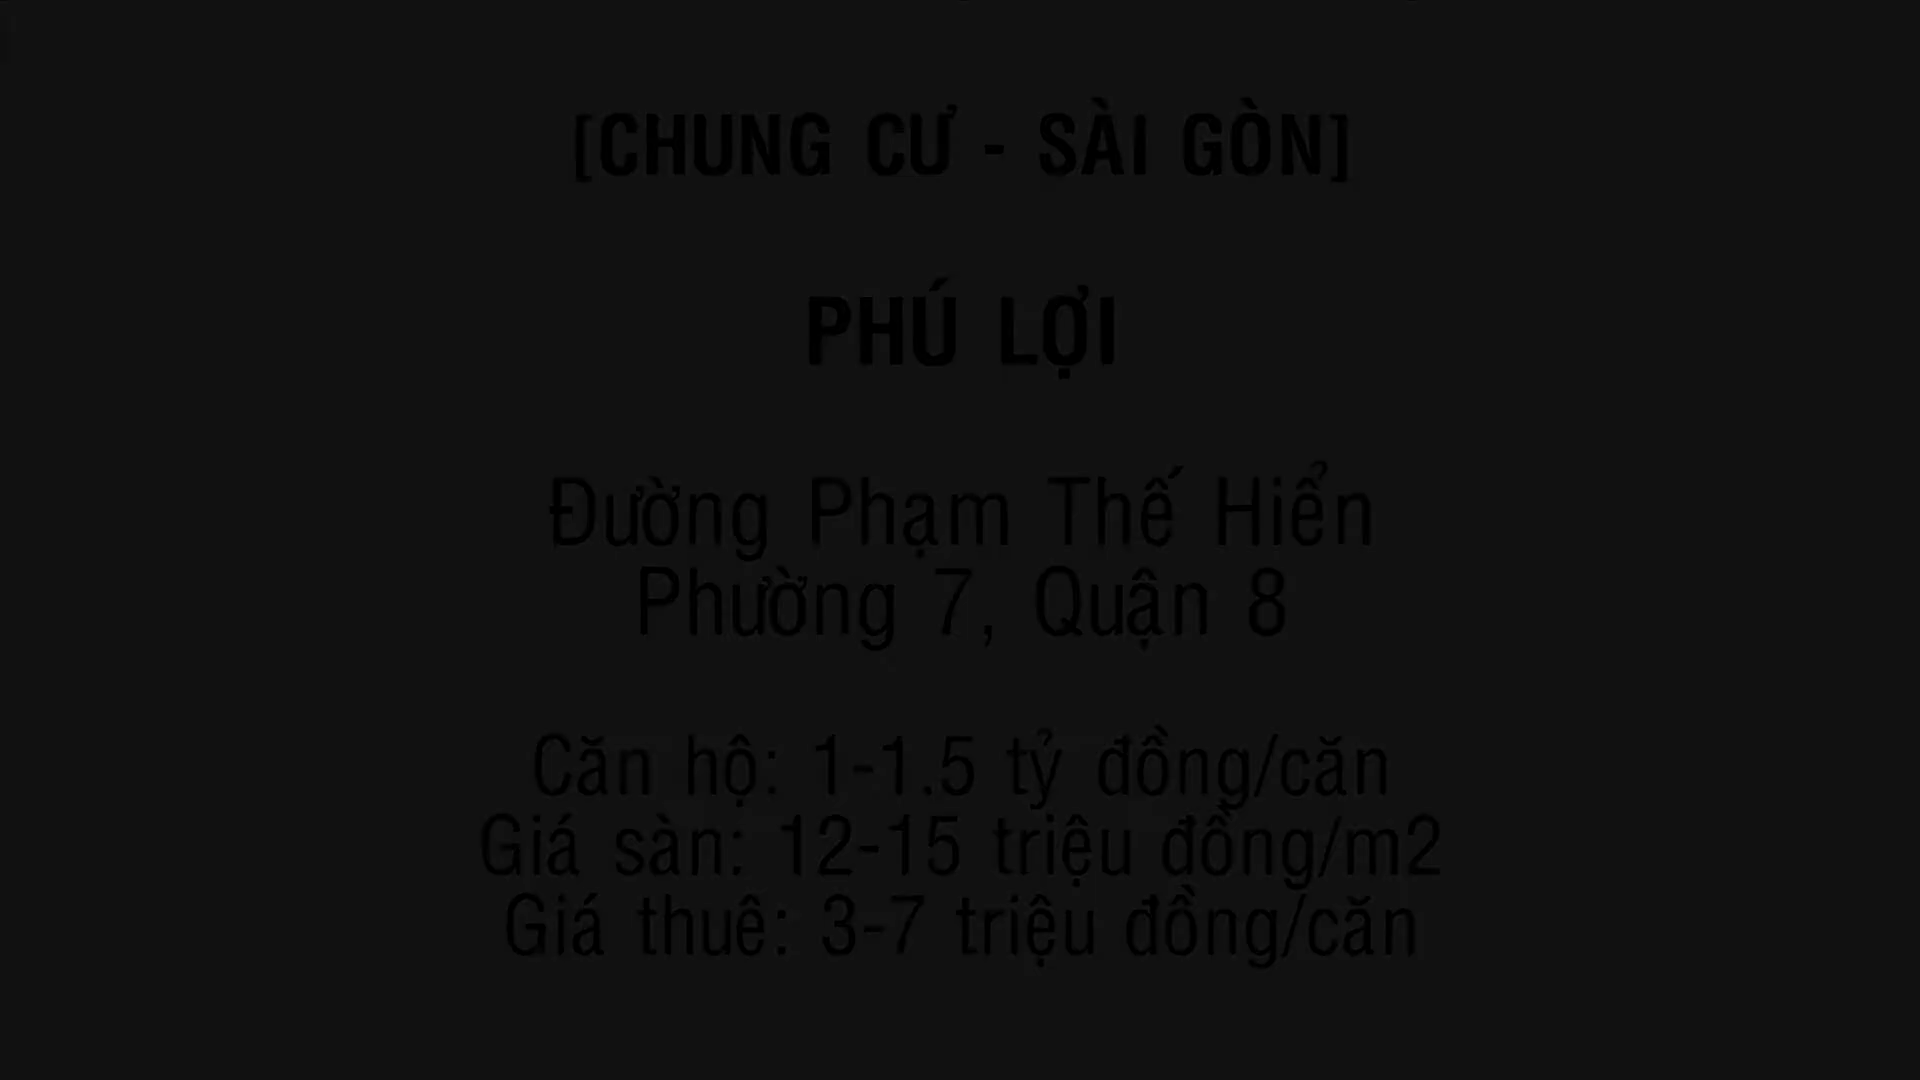 [CHUNG CƯ - SÀI GÒN]
PHÚ LỢI
Đường Phạm Thế Hiển
Phường 7, Quận 8
Căn hộ: 1-1.5 tỷ đồng/căn
Giá sàn: 12-15 triệu đồng/m2
Giá thuê: 3-7 triệu đồng/căn